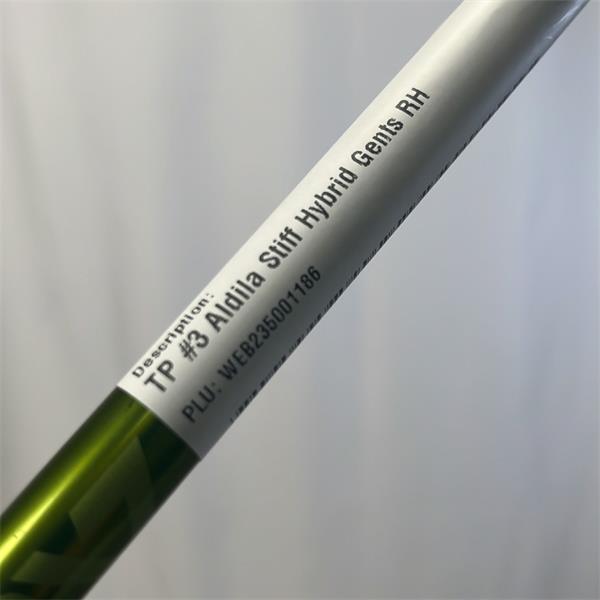 Description:
TP #3 Aldila Stiff Hybrid Gents RH
PLU: WEB235001186